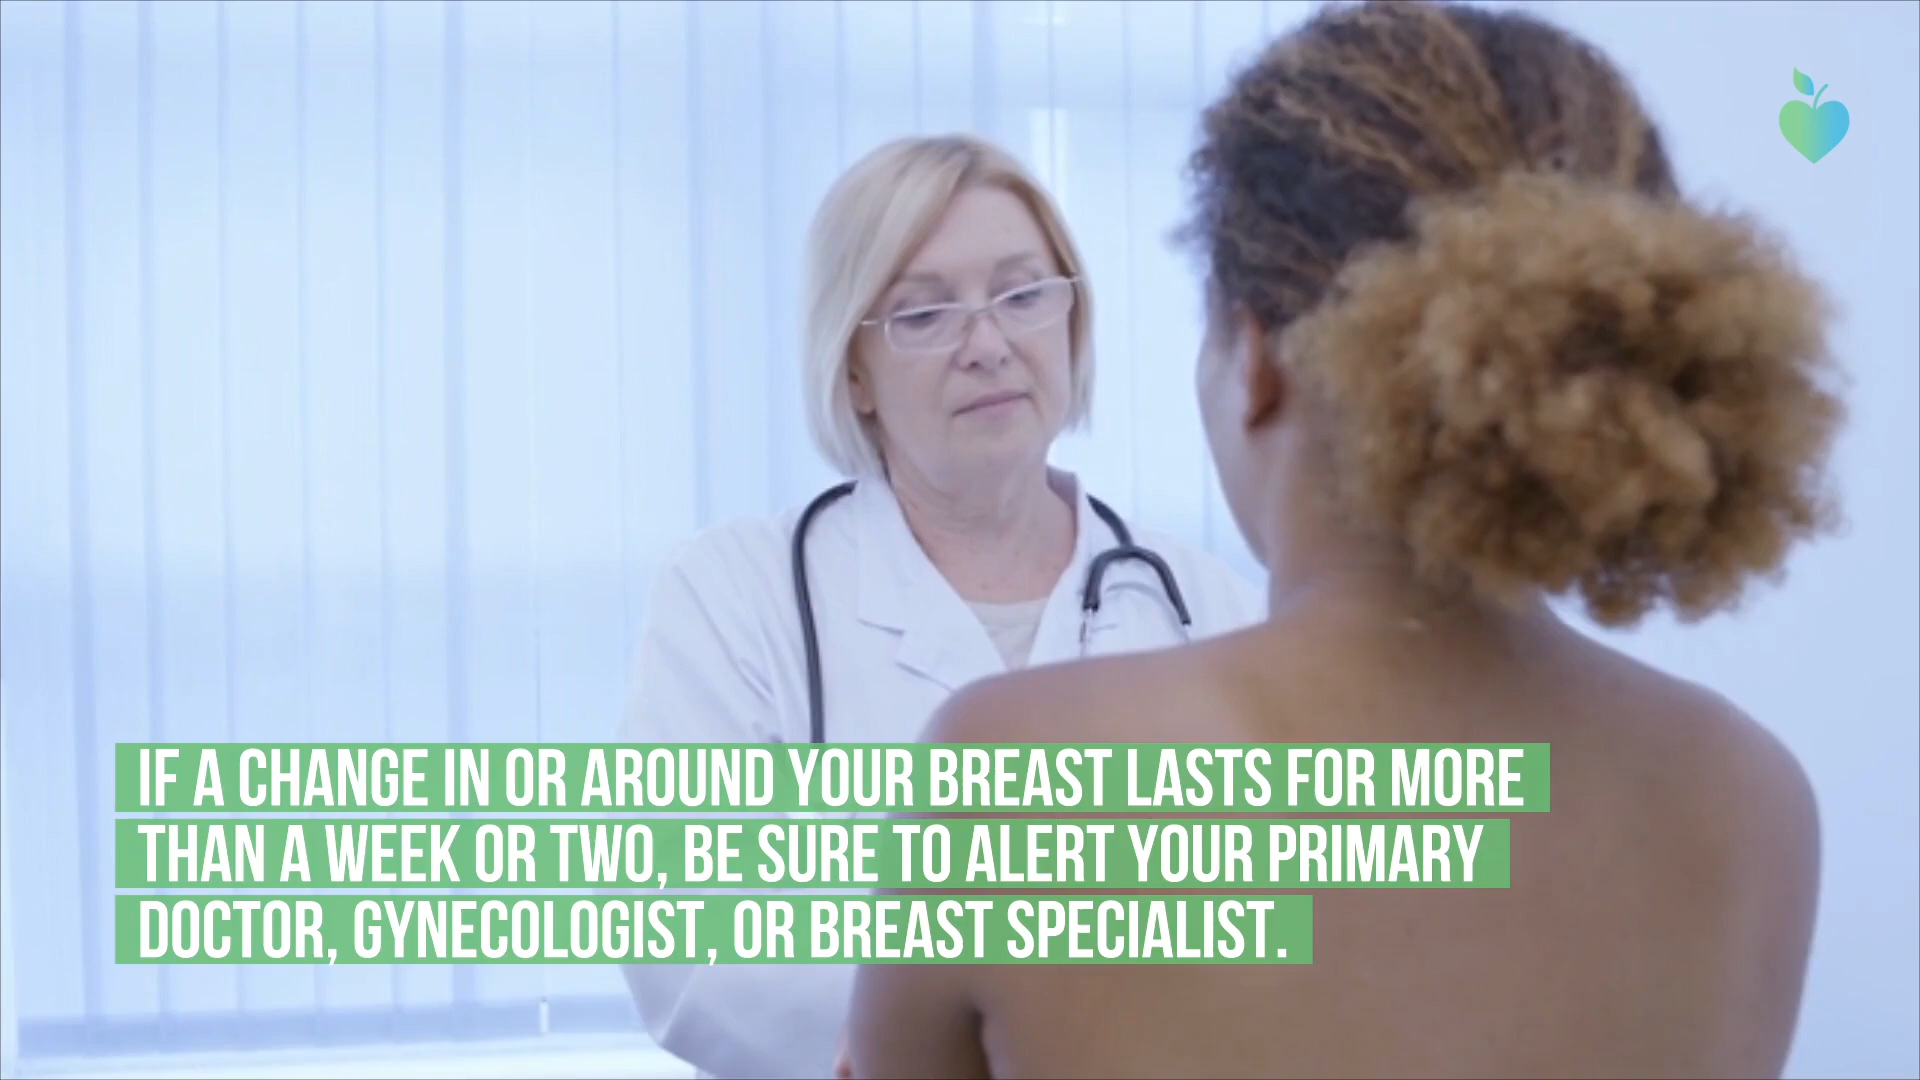 IF A CHANGE IN OR AROUND YOUR BREAST LASTS FOR MORE
THAN A WEEK OR TWO, BE SURE TO ALERT YOUR PRIMARY
DOCTOR, GYNECOLOGIST, OR BREAST SPECIALIST.